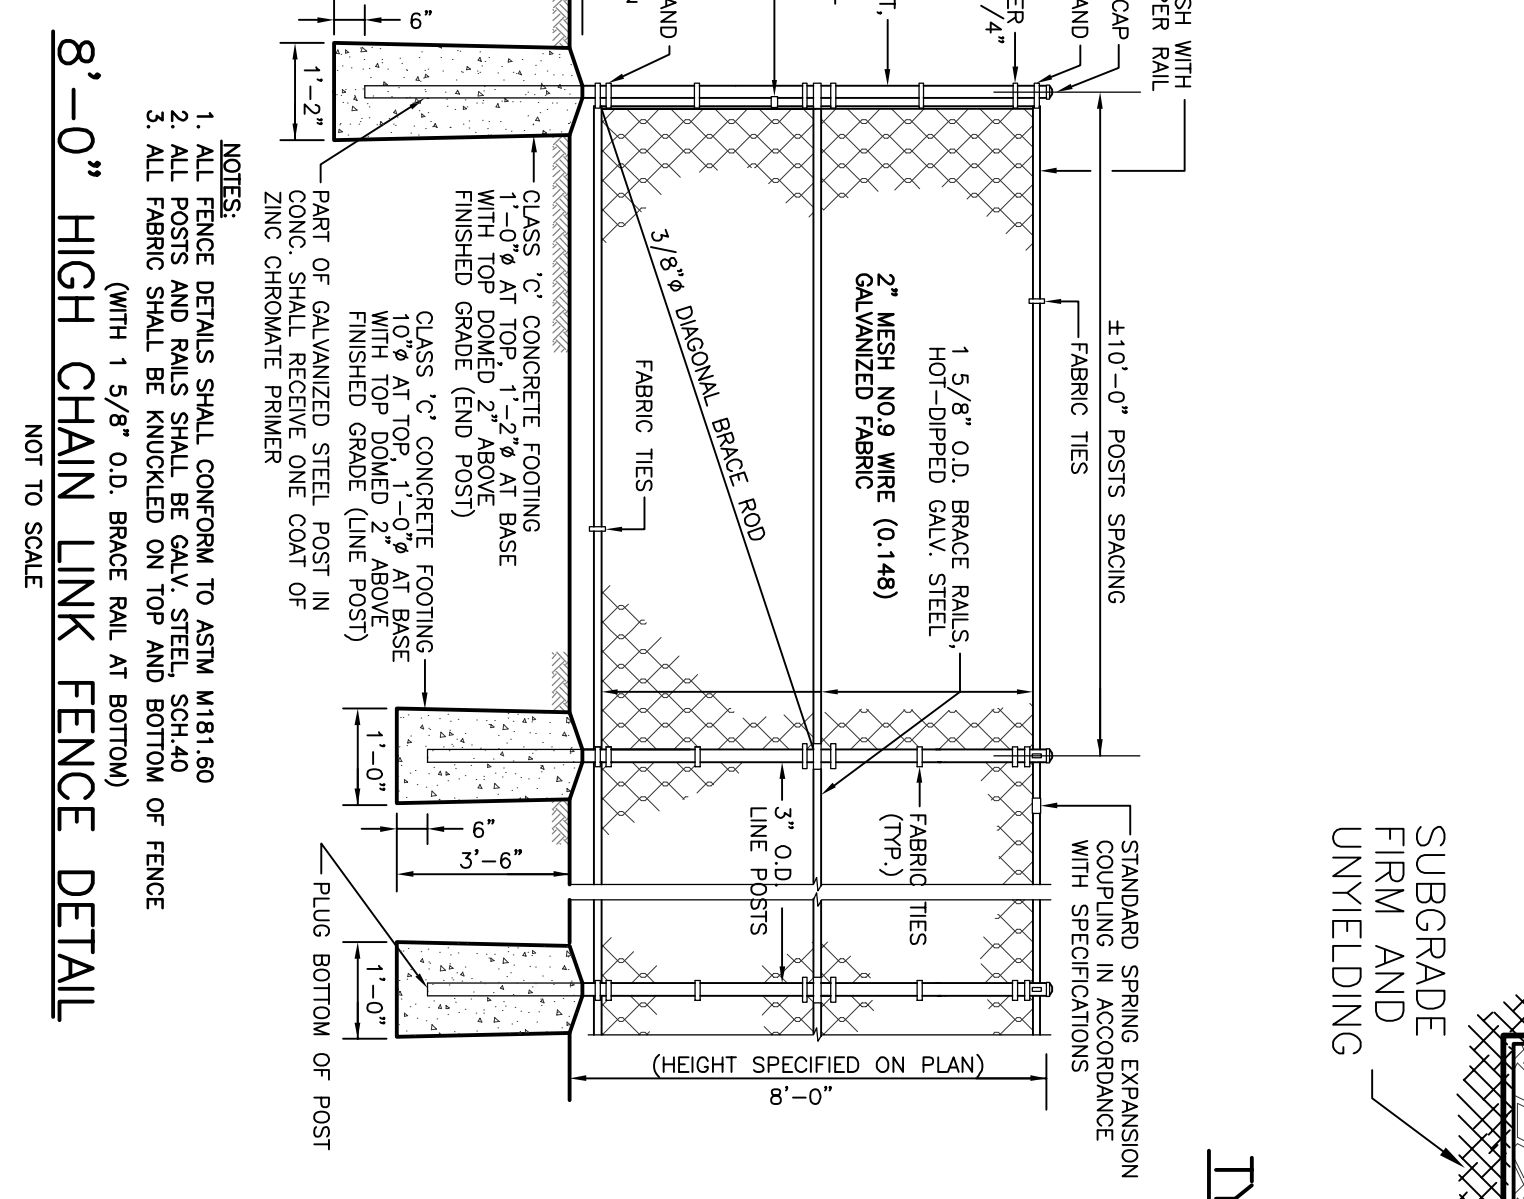 SH WITH
PER RAIL
CAP
AND
ER
/4"
T,
AND
±10'-0" POSTS SPACING
FABRIC TIES
1 5/8" O.D. BRACE RAILS,
HOT-DIPPED GALV. STEEL
2" MESH NO.9 WIRE (0.148)
GALVANIZED FABRIC
3/8"ø DIAGONAL BRACE ROD
FABRIC TIES
STANDARD SPRING EXPANSION
COUPLING IN ACCORDANCE
WITH SPECIFICATIONS
FABRIC TIES
(TYP.)
3" O.D.
LINE POSTS
(HEIGHT SPECIFIED ON PLAN)
8'-0"
6"
1'-2"
CLASS 'C' CONCRETE FOOTING
1'-0"ø AT TOP, 1'-2"ø AT BASE
WITH TOP DOMED 2" ABOVE
FINISHED GRADE (END POST)
CLASS 'C' CONCRETE FOOTING
10"ø AT TOP, 1'-0"ø AT BASE
WITH TOP DOMED 2" ABOVE
FINISHED GRADE (LINE POST)
PART OF GALVANIZED STEEL POST IN
CONC. SHALL RECEIVE ONE COAT OF
ZINC CHROMATE PRIMER
1'-0"
6"
3'-6"
1'-0"
PLUG BOTTOM OF POST
NOTES:
1. ALL FENCE DETAILS SHALL CONFORM TO ASTM M181.60
2. ALL POSTS AND RAILS SHALL BE GALV. STEEL, SCH.40
3. ALL FABRIC SHALL BE KNUCKLED ON TOP AND BOTTOM OF FENCE
(WITH 1 5/8" O.D. BRACE RAIL AT BOTTOM)
8'-0" HIGH CHAIN LINK FENCE DETAIL
NOT TO SCALE
SUBGRADE
FIRM AND
UNYIELDING